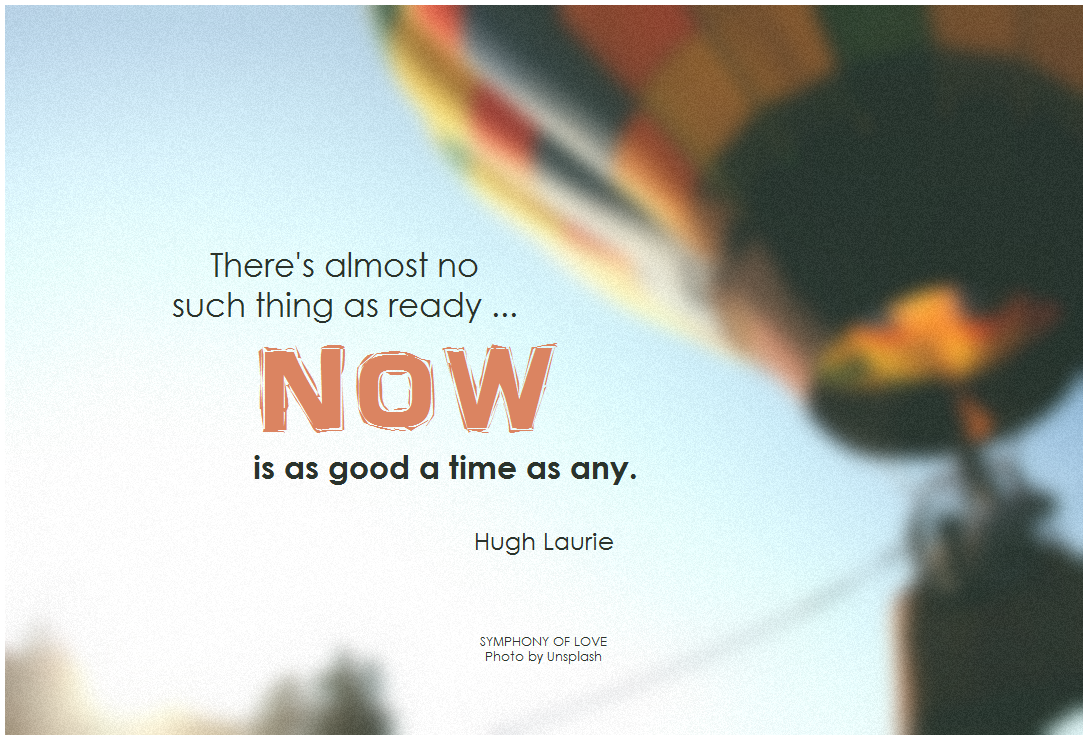 There's almost no
such thing as ready ...
NOW
is as good a time as any.
Hugh Laurie
SYMPHONY OF LOVE
Photo by Unsplash